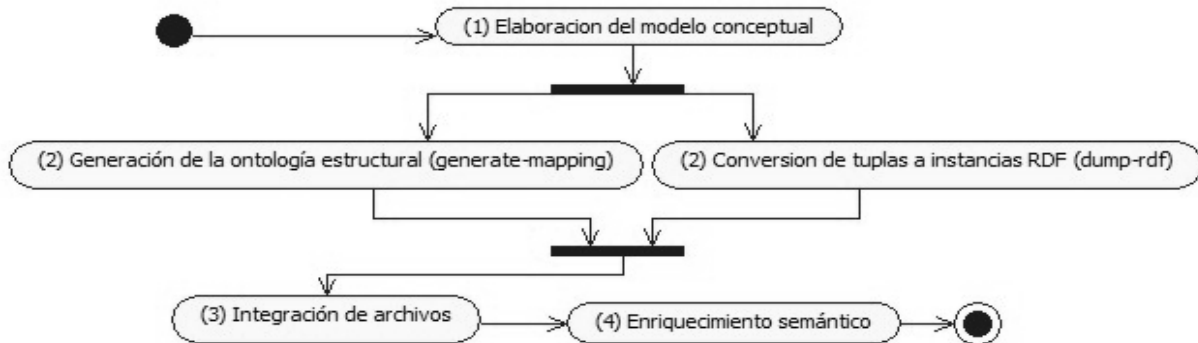 (1) Elaboracion del modelo conceptual
(2) Generación de la ontología estructural (generate-mapping)
(2) Conversion de tuplas a instancias RDF (dump-rdf)
(3) Integración de archivos
(4) Enriquecimiento semántico